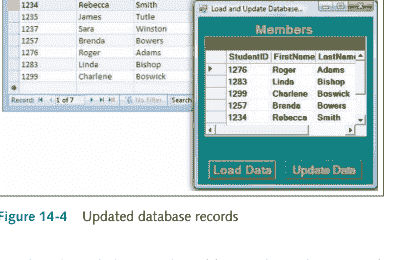 1234 Rebecca Smith
1235 James Tutle
1237 Sara Winston
1257 Brenda Bowers
1276 Roger Adams
1283 Linda Bishop
1299 Charlene Boswick
Record: 1 of 7 No Filter Search
Load and Update Database..
Members
StudentID FirstName LastName
1276 Roger Adams
1283 Linda Bishop
1299 Charlene Boswick
1257 Brenda Bowers
1234 Rebecca Smith
Load Data Update Data
Figure 14-4 Updated database records